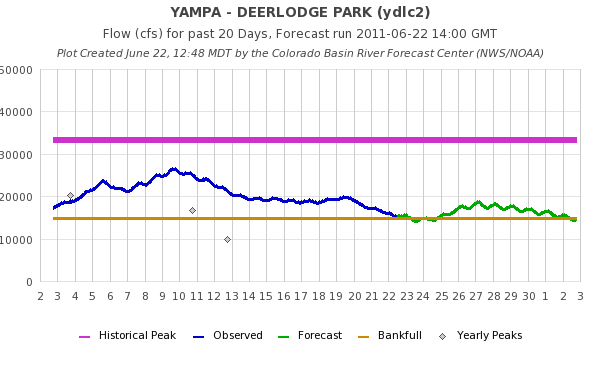 YAMPA - DEERLODGE PARK (ydlc2)
Flow (cfs) for past 20 Days, Forecast run 2011-06-22 14:00 GMT
Plot Created June 22, 12:48 MDT by the Colorado Basin River Forecast Center (NWS/NOAA)
50000
40000
30000
20000
10000
0
2 3 4 5 6 7 8 9 10 11 12 13 14 15 16 17 18 19 20 21 22 23 24 25 26 27 28 29 30 1 2 3
Historical Peak Observed Forecast Bankfull Yearly Peaks